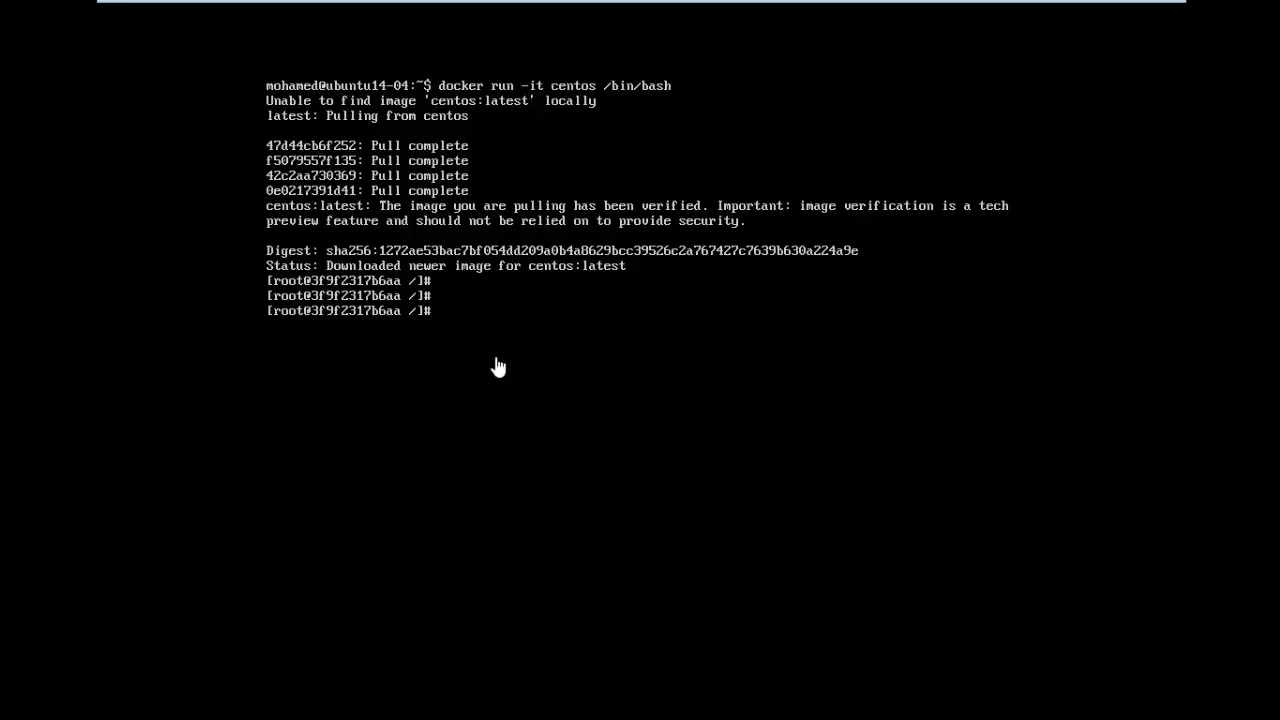 mohamed@ubuntu14-04:~$ docker run -it centos /bin/bash
Unable to find image 'centos:latest' locally
latest: Pulling from centos
47d44cb6f252: Pull complete
f5079557f135: Pull complete
42c2aa730369: Pull complete
0e0217391d41: Pull complete
centos:latest: The image you are pulling has been verified. Important: image verification is a tech
preview feature and should not be relied on to provide security.
Digest: sha256:1272ae53bac7bf054dd209a0b4a8629bcc39526c2a767427c7639b630a224a9e
Status: Downloaded newer image for centos:latest
[root@3f9f2317b6aa /]#
[root@3f9f2317b6aa /]#
[root@3f9f2317b6aa /]#